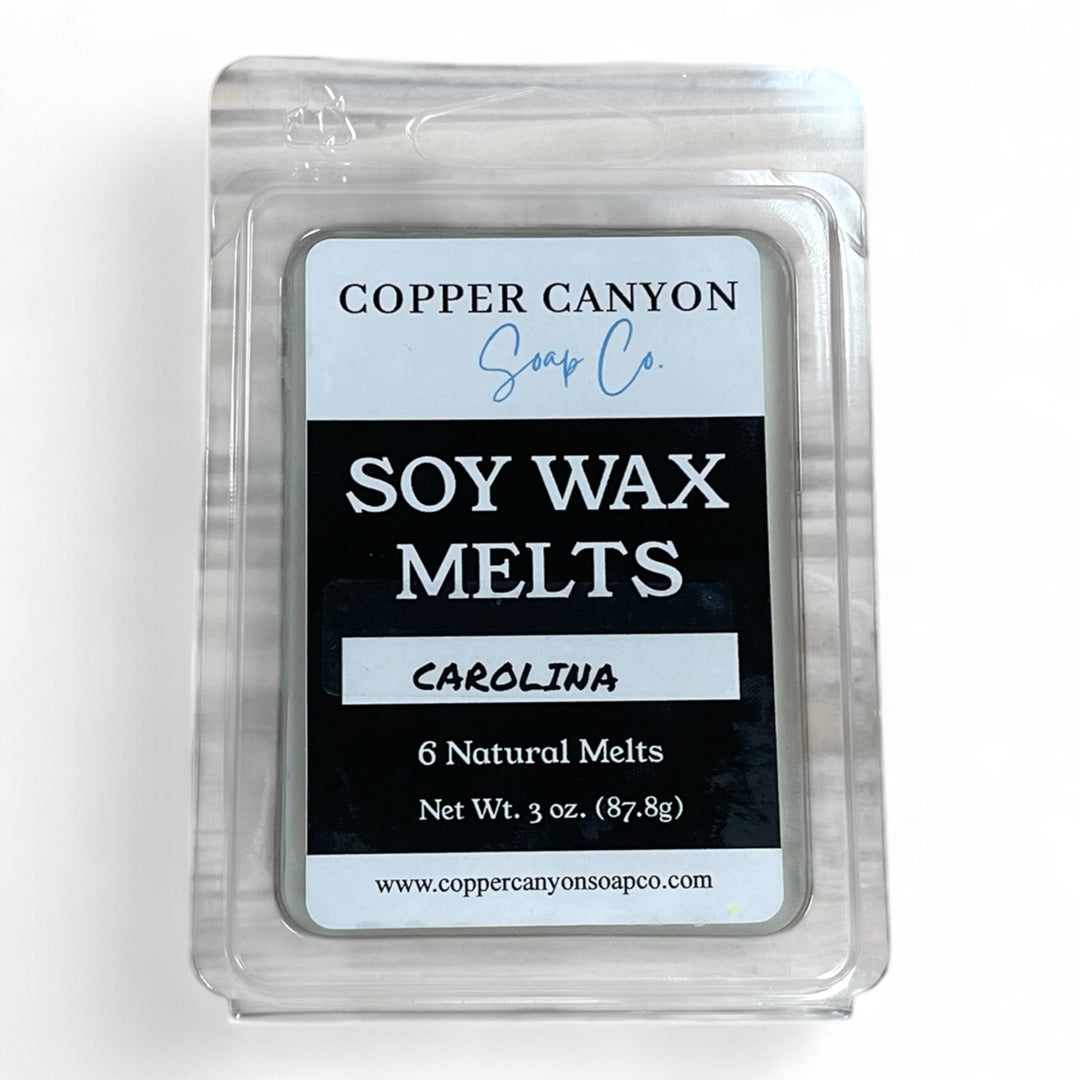 COPPER CANYON
Soap Co.
SOY WAX
MELTS
CAROLINA
6 Natural Melts
Net Wt. 3 oz. (87.8g)
www.coppercanyonsoapco.com